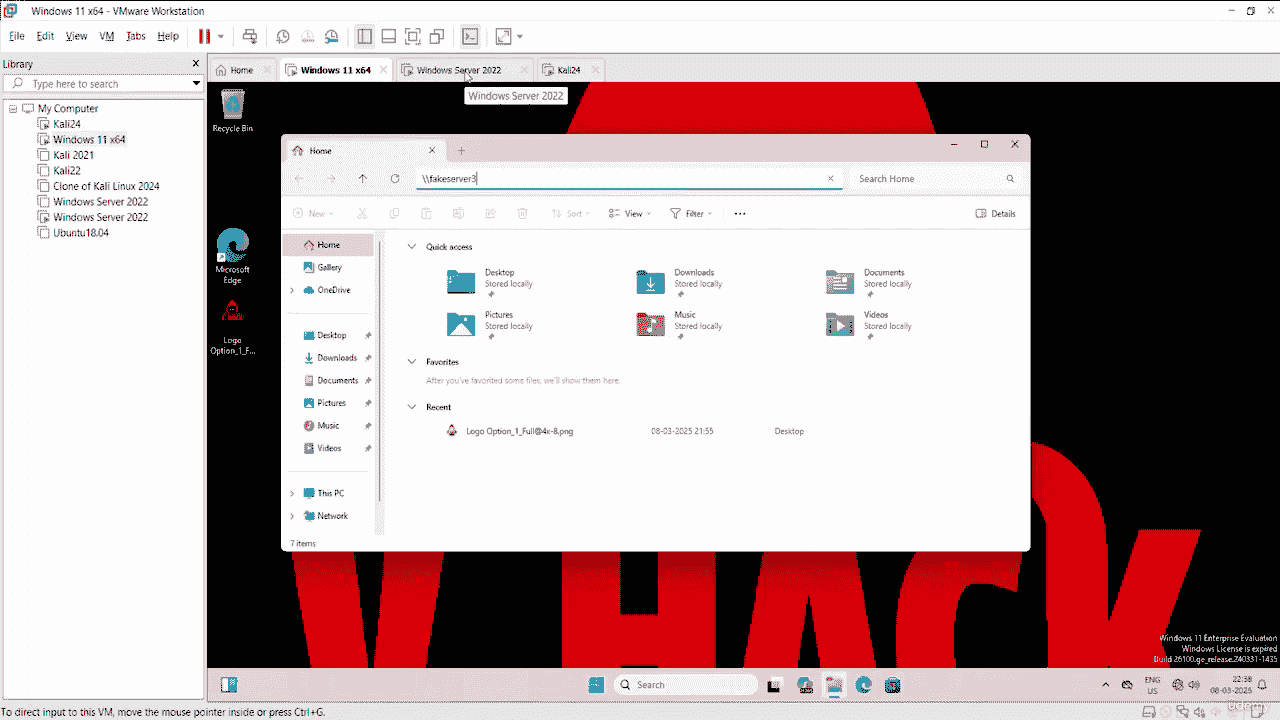 Windows 11 x64 - VMware Workstation
File Edit View VM Tabs Help
Library
Type here to search
My Computer
Kali24
Windows 11 x64
Kali 2021
Kali22
Clone of Kali Linux 2024
Windows Server 2022
Windows Server 2022
Ubuntu18.04
Home
Windows 11 x64
Windows Server 2022
Kali24
Windows Server 2022
Recycle Bin
Microsoft
Edge
Logo
Option_1_F...
Home
\\fakeserver3
Search Home
New
Sort
View
Filter
Details
Home
Gallery
OneDrive
Desktop
Downloads
Documents
Pictures
Music
Videos
This PC
Network
Quick access
Desktop
Stored locally
Downloads
Stored locally
Documents
Stored locally
Pictures
Stored locally
Music
Stored locally
Videos
Stored locally
Favorites
After you've favorited some files, we'll show them here.
Recent
Logo Option_1_Full@4x-8.png 08-03-2025 21:55 Desktop
7 items
V HACK
Windows 11 Enterprise Evaluation
Windows License is expired
Build 26100.ge_release.240331-1435
Search
ENG
US
22:38
08-03-2025
To direct input to this VM, move the mouse pointer inside or press Ctrl+G.